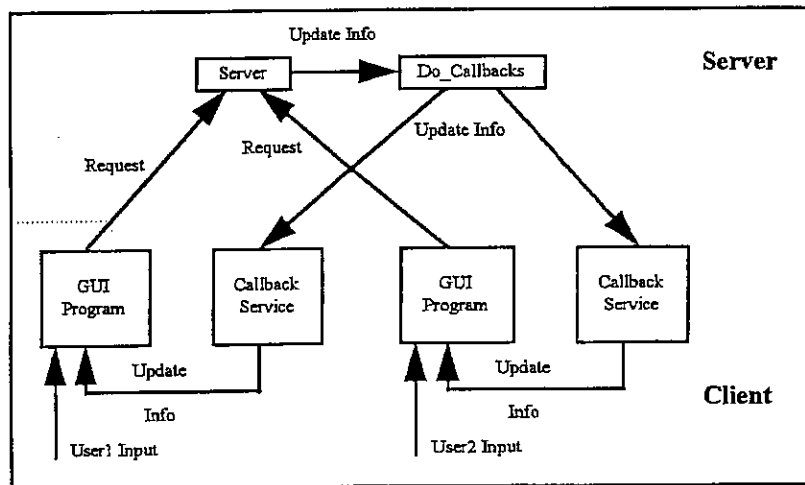 Update Info
Server
Do_Callbacks
Server
Request
Request
Update Info
GUI
Program
Callback
Service
GUI
Program
Callback
Service
Update
Info
Update
Info
Client
User1 Input
User2 Input